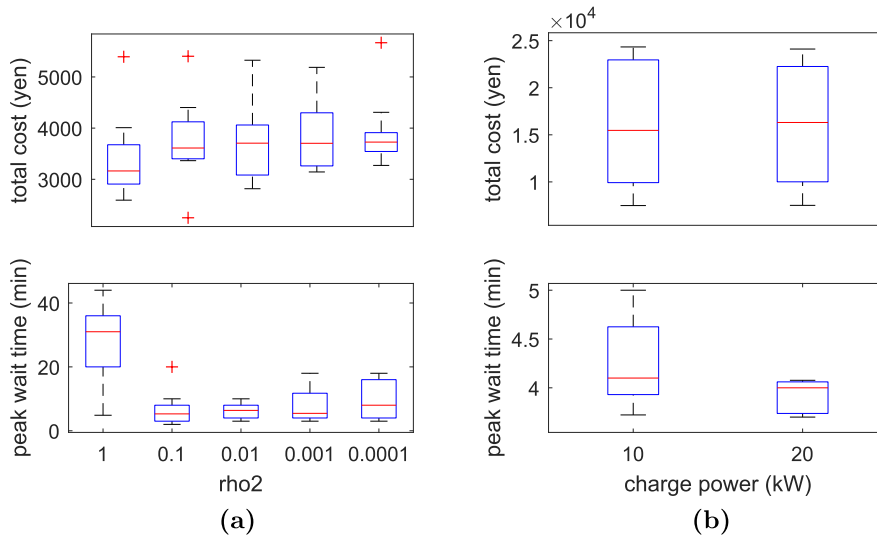 total cost (yen)
5000
4000
3000
peak wait time (min)
40
20
0
1 0.1 0.01 0.001 0.0001
rho2
(a)
×10⁴
total cost (yen)
2.5
2
1.5
1
peak wait time (min)
5
4.5
4
10 20
charge power (kW)
(b)